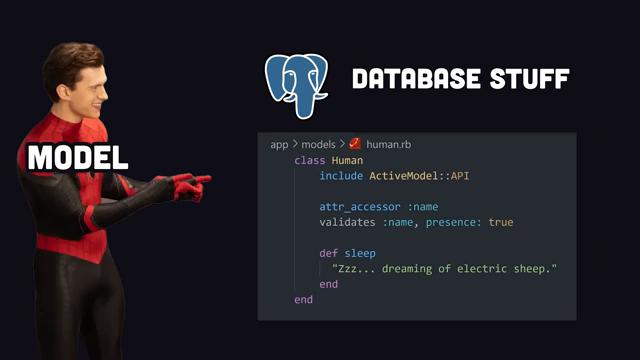 DATABASE STUFF
MODEL
app > models > human.rb
class Human
include ActiveModel::API
attr_accessor :name
validates :name, presence: true
def sleep
"Zzz... dreaming of electric sheep."
end
end